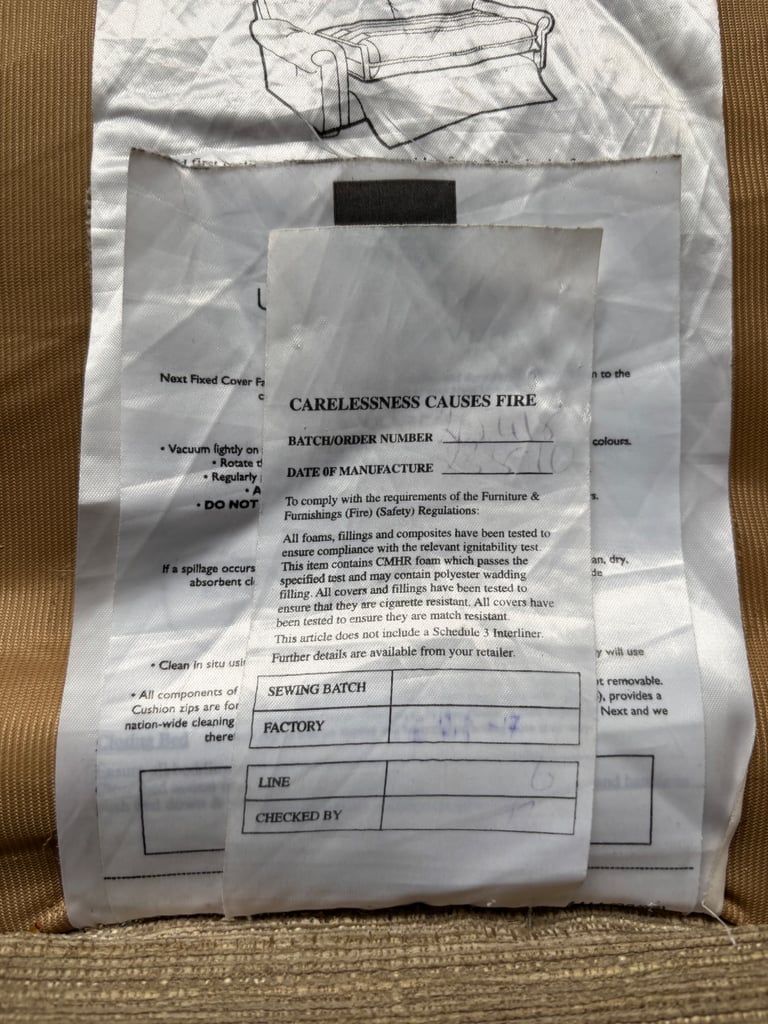 Next Fixed Cover
n to the
CARELESSNESS CAUSES FIRE
BATCH/ORDER NUMBER
colours.
• Vacuum lightly on
• Rotate
DATE OF MANUFACTURE
• Regularly
• DO NOT
To comply with the requirements of the Furniture &
Furnishings (Fire) (Safety) Regulations:
All foams, fillings and composites have been tested to
ensure compliance with the relevant ignitability test.
This item contains CMHR foam which passes the
specified test and may contain polyester wadding
filling. All covers and fillings have been tested to
ensure that they are cigarette resistant. All covers have
been tested to ensure they are match resistant.
This article does not include a Schedule 3 Interliner.
Further details are available from your retailer.
If a spillage occurs
an, dry.
absorbent
SEWING BATCH
FACTORY
LINE
CHECKED BY
• Clean in situ
y will use
• All components of
removable.
Cushion zips are for
provides a
nation-wide cleaning
Next and we